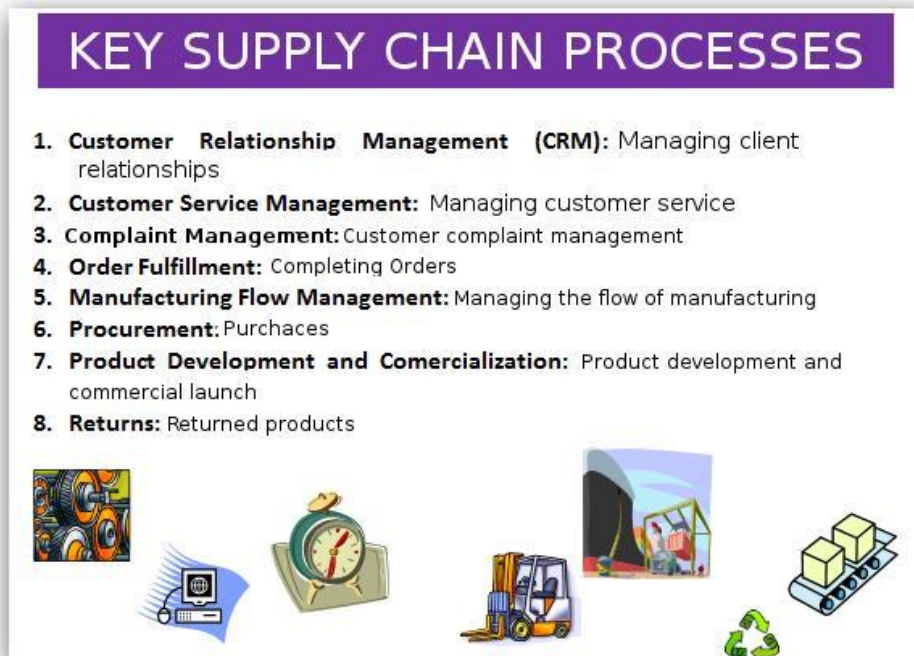 KEY SUPPLY CHAIN PROCESSES
1. Customer Relationship Management (CRM): Managing client
relationships
2. Customer Service Management: Managing customer service
3. Complaint Management: Customer complaint management
4. Order Fulfillment: Completing Orders
5. Manufacturing Flow Management: Managing the flow of manufacturing
6. Procurement: Purchaces
7. Product Development and Comercialization: Product development and
commercial launch
8. Returns: Returned products